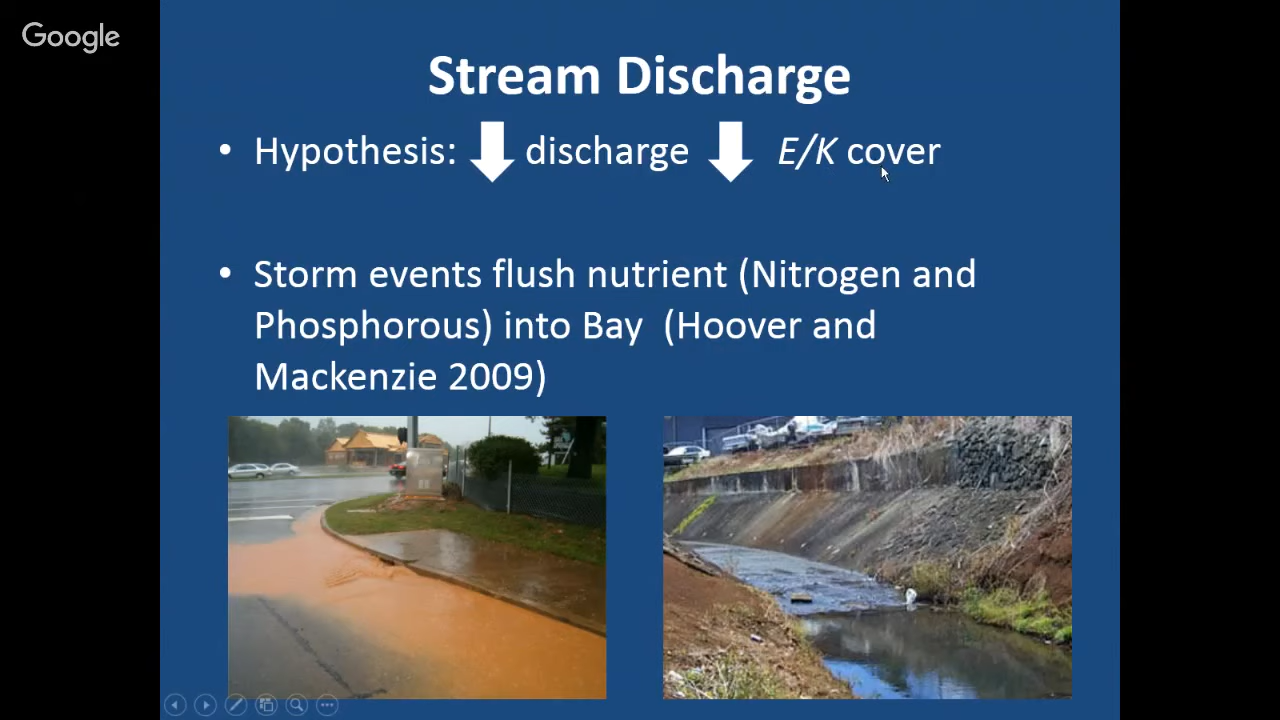 Google
Stream Discharge
• Hypothesis: discharge E/K cover
• Storm events flush nutrient (Nitrogen and
Phosphorous) into Bay (Hoover and
Mackenzie 2009)